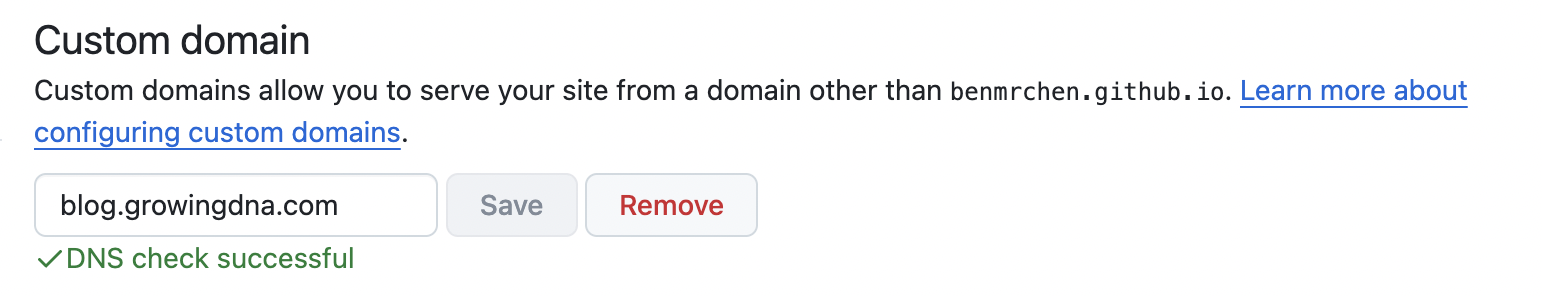 Custom domain
Custom domains allow you to serve your site from a domain other than benmrchen.github.io. Learn more about
configuring custom domains.
blog.growingdna.com Save Remove
✓DNS check successful